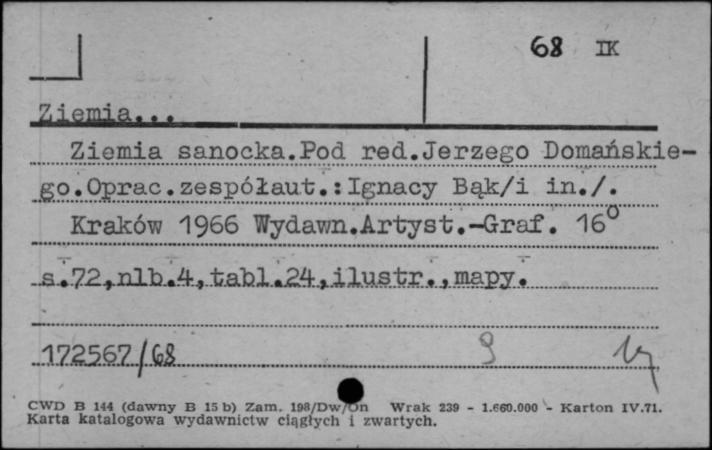 68 IK
Ziemia...
Ziemia sanocka.Pod red.Jerzego Domańskie-
go.Oprac.zespółaut.:Ignacy Bąk/i in./.
Kraków 1966 Wydawn.Artyst.-Graf. 16°
s.72,nlb.4,tabl.24,ilustr.,mapy.
172567/68
CWD B 144 (dawny B 15 b) Zam. 198/Dw/On Wrak 239 - 1.660.000 - Karton IV.71.
Karta katalogowa wydawnictw ciągłych i zwartych.